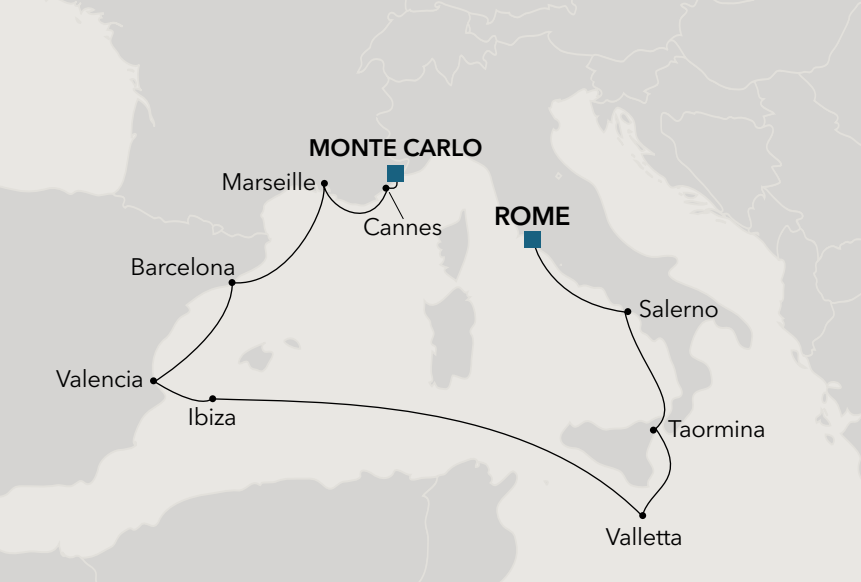 MONTE CARLO
Marseille
ROME
Cannes
Barcelona
Salerno
Valencia
Ibiza
Taormina
Valletta